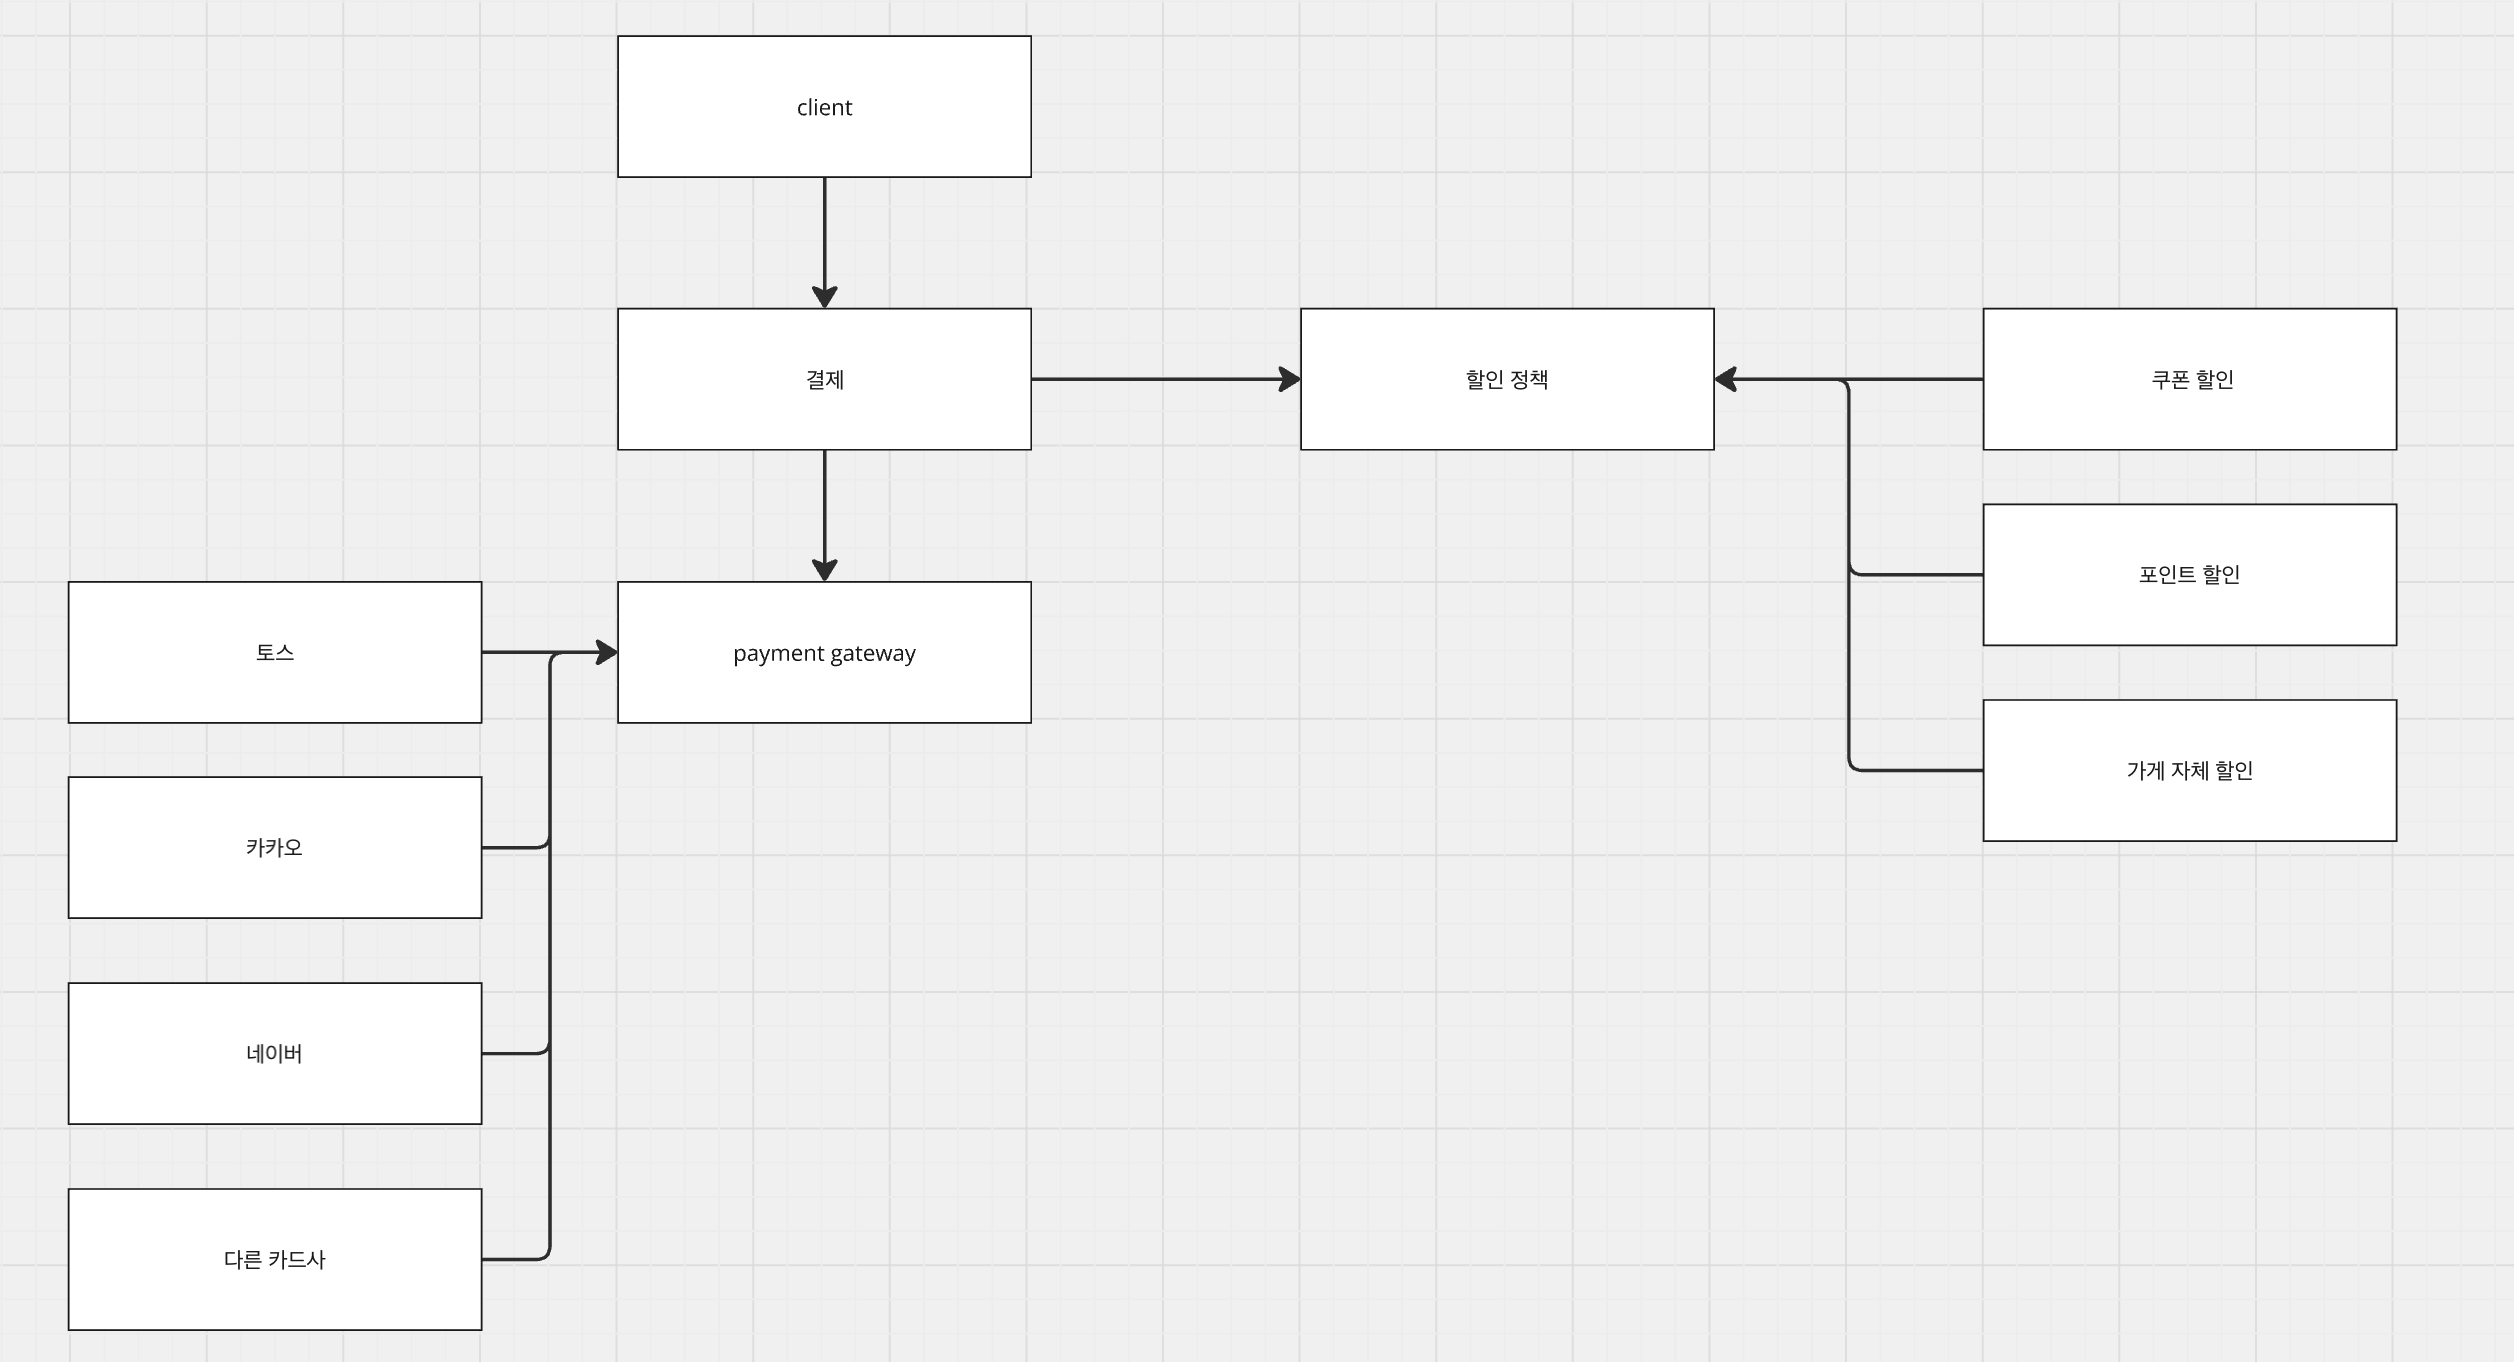 client
결제
할인 정책
쿠폰 할인
포인트 할인
가게 자체 할인
payment gateway
토스
카카오
네이버
다른 카드사